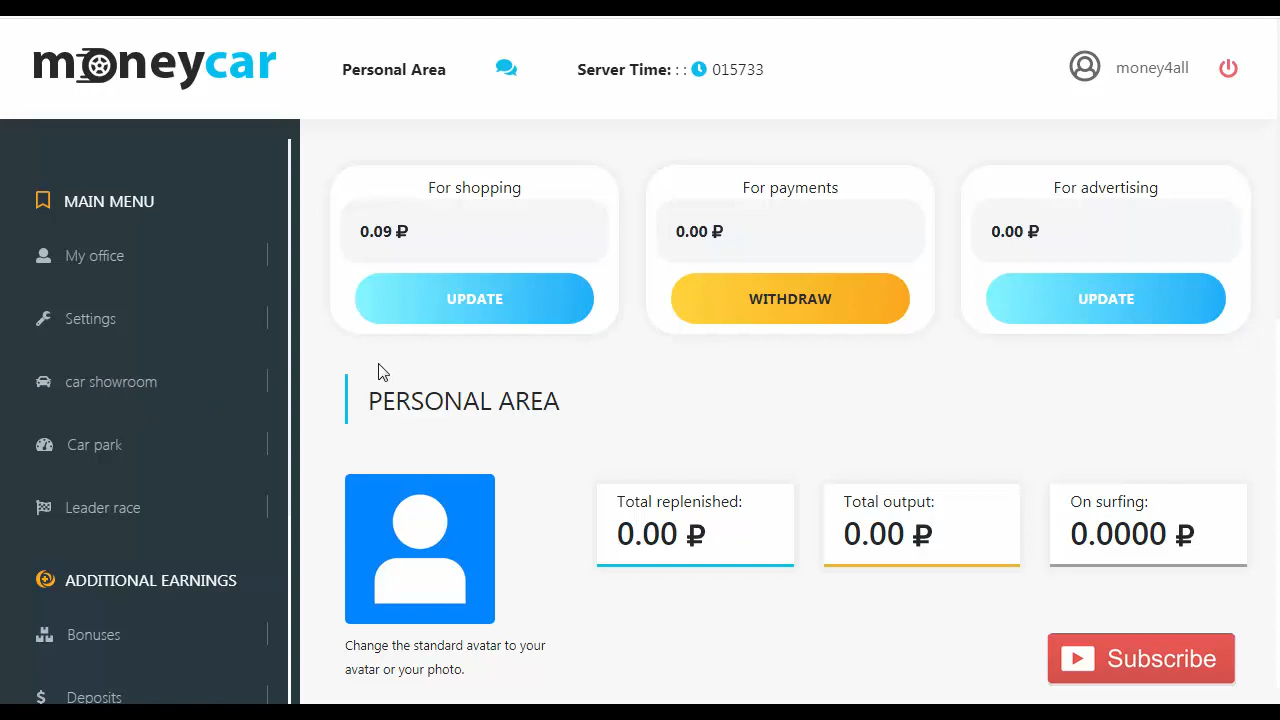 moneycar
Personal Area
Server Time: : : 015733
money4all
MAIN MENU
My office
Settings
car showroom
Car park
Leader race
ADDITIONAL EARNINGS
Bonuses
Deposits
For shopping
0.09 ₽
UPDATE
For payments
0.00 ₽
WITHDRAW
For advertising
0.00 ₽
UPDATE
PERSONAL AREA
Change the standard avatar to your
avatar or your photo.
Total replenished:
0.00 ₽
Total output:
0.00 ₽
On surfing:
0.0000 ₽
Subscribe